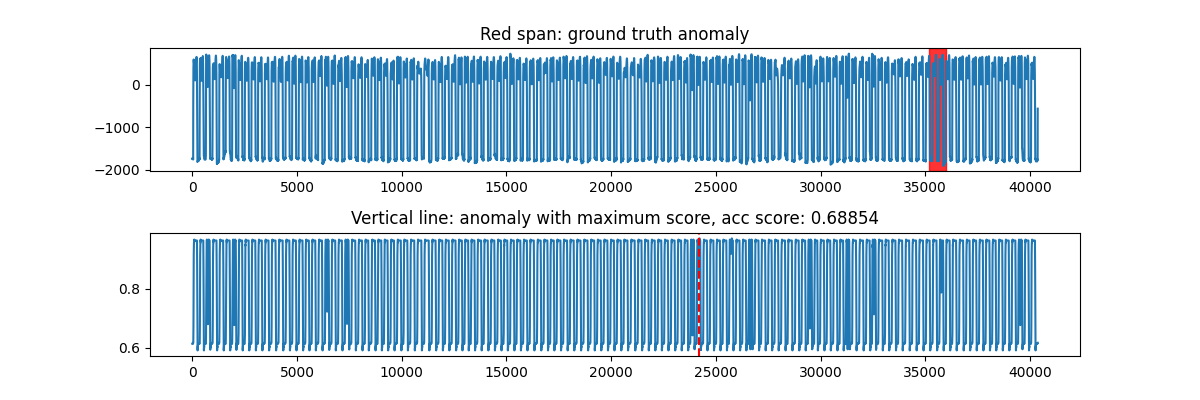 Red span: ground truth anomaly
0
−1000
−2000
0 5000 10000 15000 20000 25000 30000 35000 40000
Vertical line: anomaly with maximum score, acc score: 0.68854
0.8
0.6
0 5000 10000 15000 20000 25000 30000 35000 40000